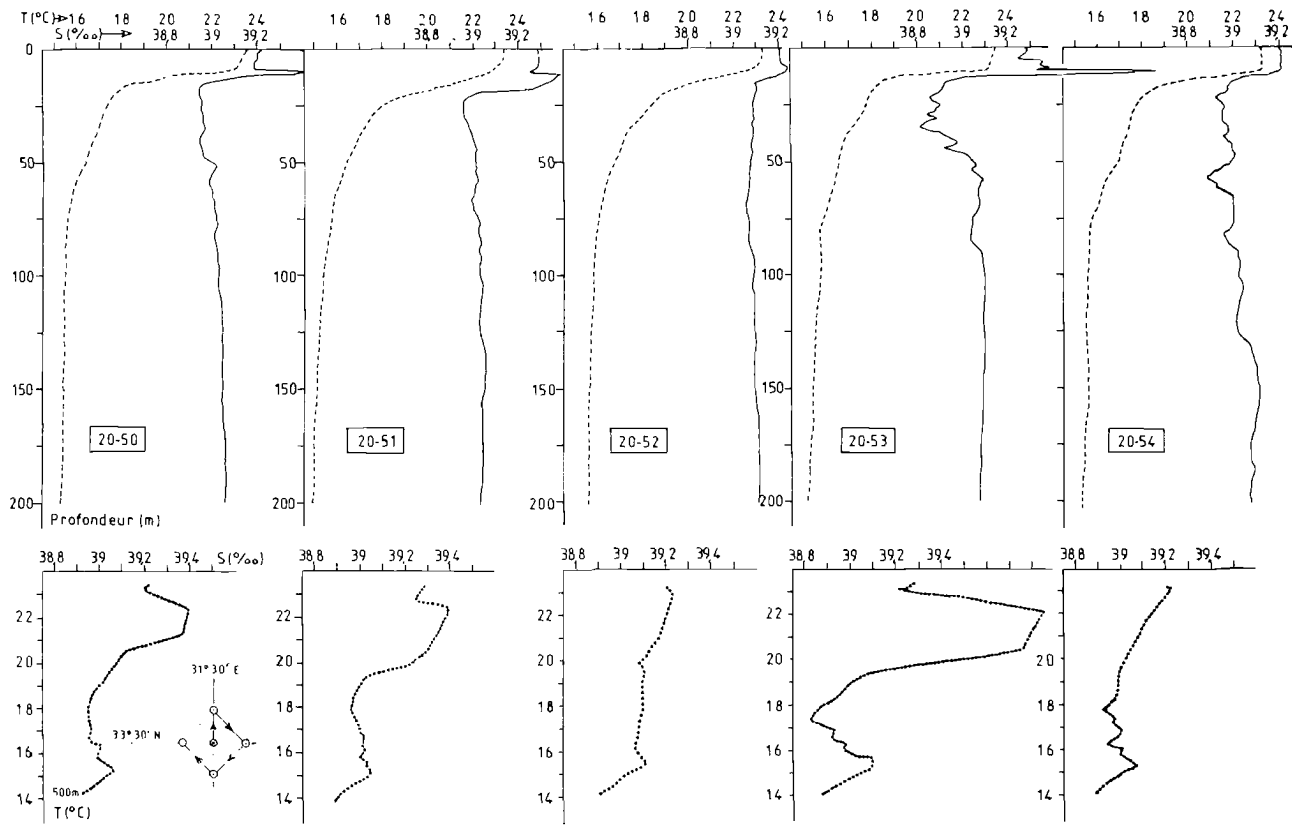 T(°C) 16 18 20 22 24 16 18 20 22 24 16 18 20 22 24 16 18 20 22 24 16 18 20 22 24
S(‰) 38,8 39 39,2 38,8 39 39,2 38,8 39 39,2 38,8 39 39,2 38,8 39 39,2
0
50 50 50 50
100 100 100 100
150 150 150 150
20-50 20-51 20-52 20-53 20-54
200 200 200 200
Profondeur (m)
38,8 39 39,2 39,4 S(‰) 38,8 39 39,2 39,4 38,8 39 39,2 39,4 38,8 39 39,2 39,4 38,8 39 39,2 39,4
22 22 22 22 22
31°30' E
20 20 20 20 20
18 18 18 18 18
33°30' N
16 16 16 16 16
500m
14 14 14 14 14
T(°C)